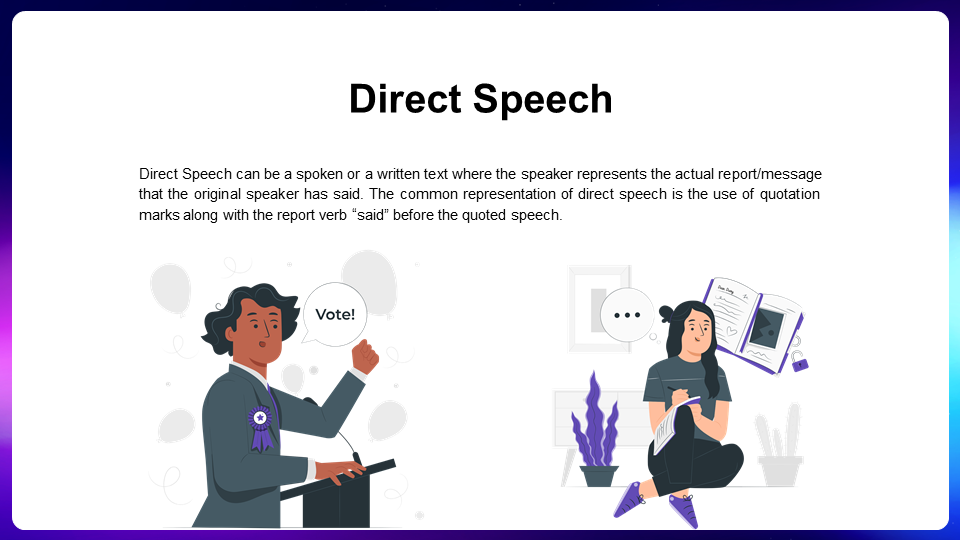 Direct Speech
Direct Speech can be a spoken or a written text where the speaker represents the actual report/message
that the original speaker has said. The common representation of direct speech is the use of quotation
marks along with the report verb “said” before the quoted speech.
Vote!